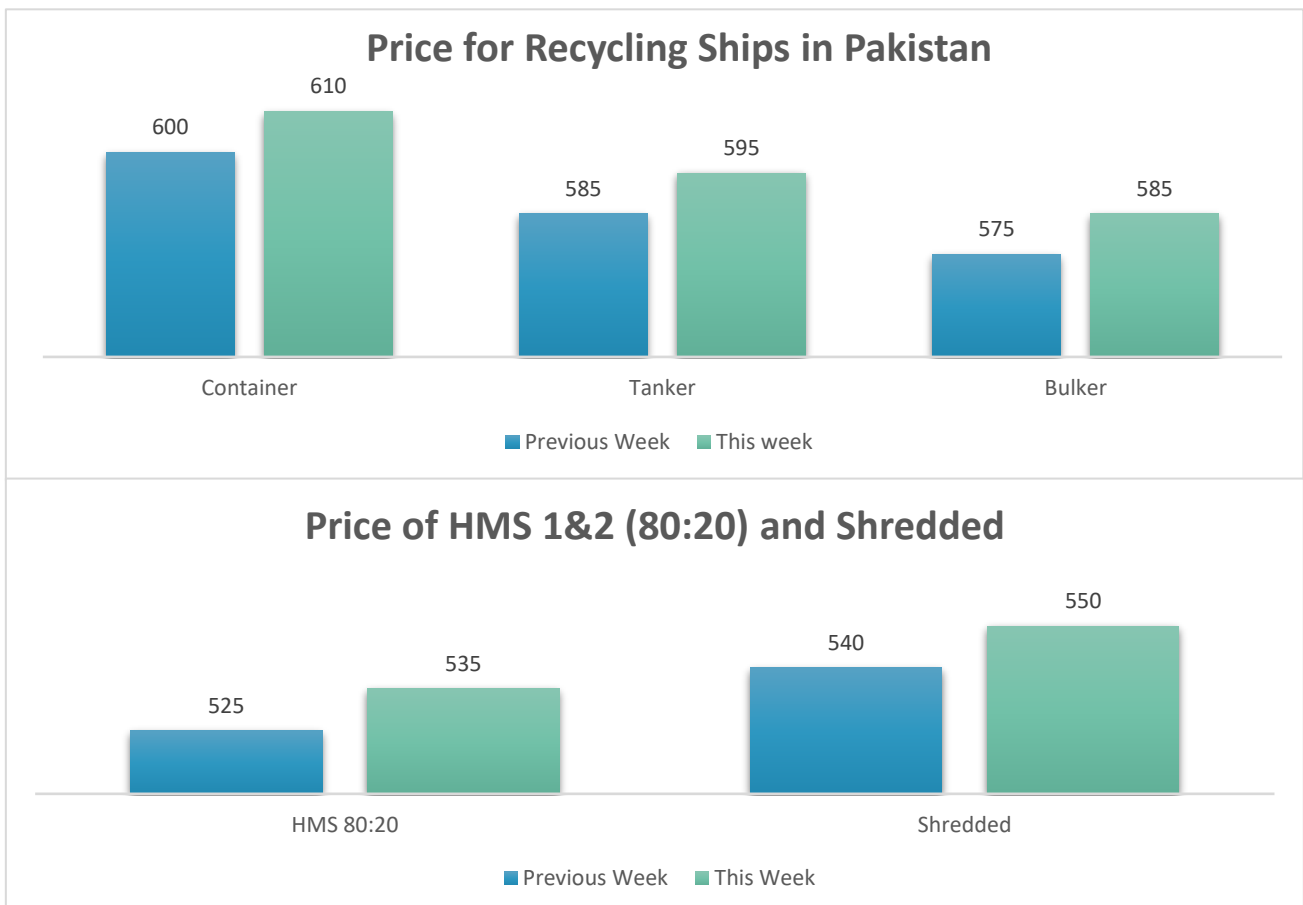 Price for Recycling Ships in Pakistan
600
610
585
595
575
585
Container
Tanker
Bulker
Previous Week
This week
Price of HMS 1&2 (80:20) and Shredded
525
535
540
550
HMS 80:20
Shredded
Previous Week
This Week